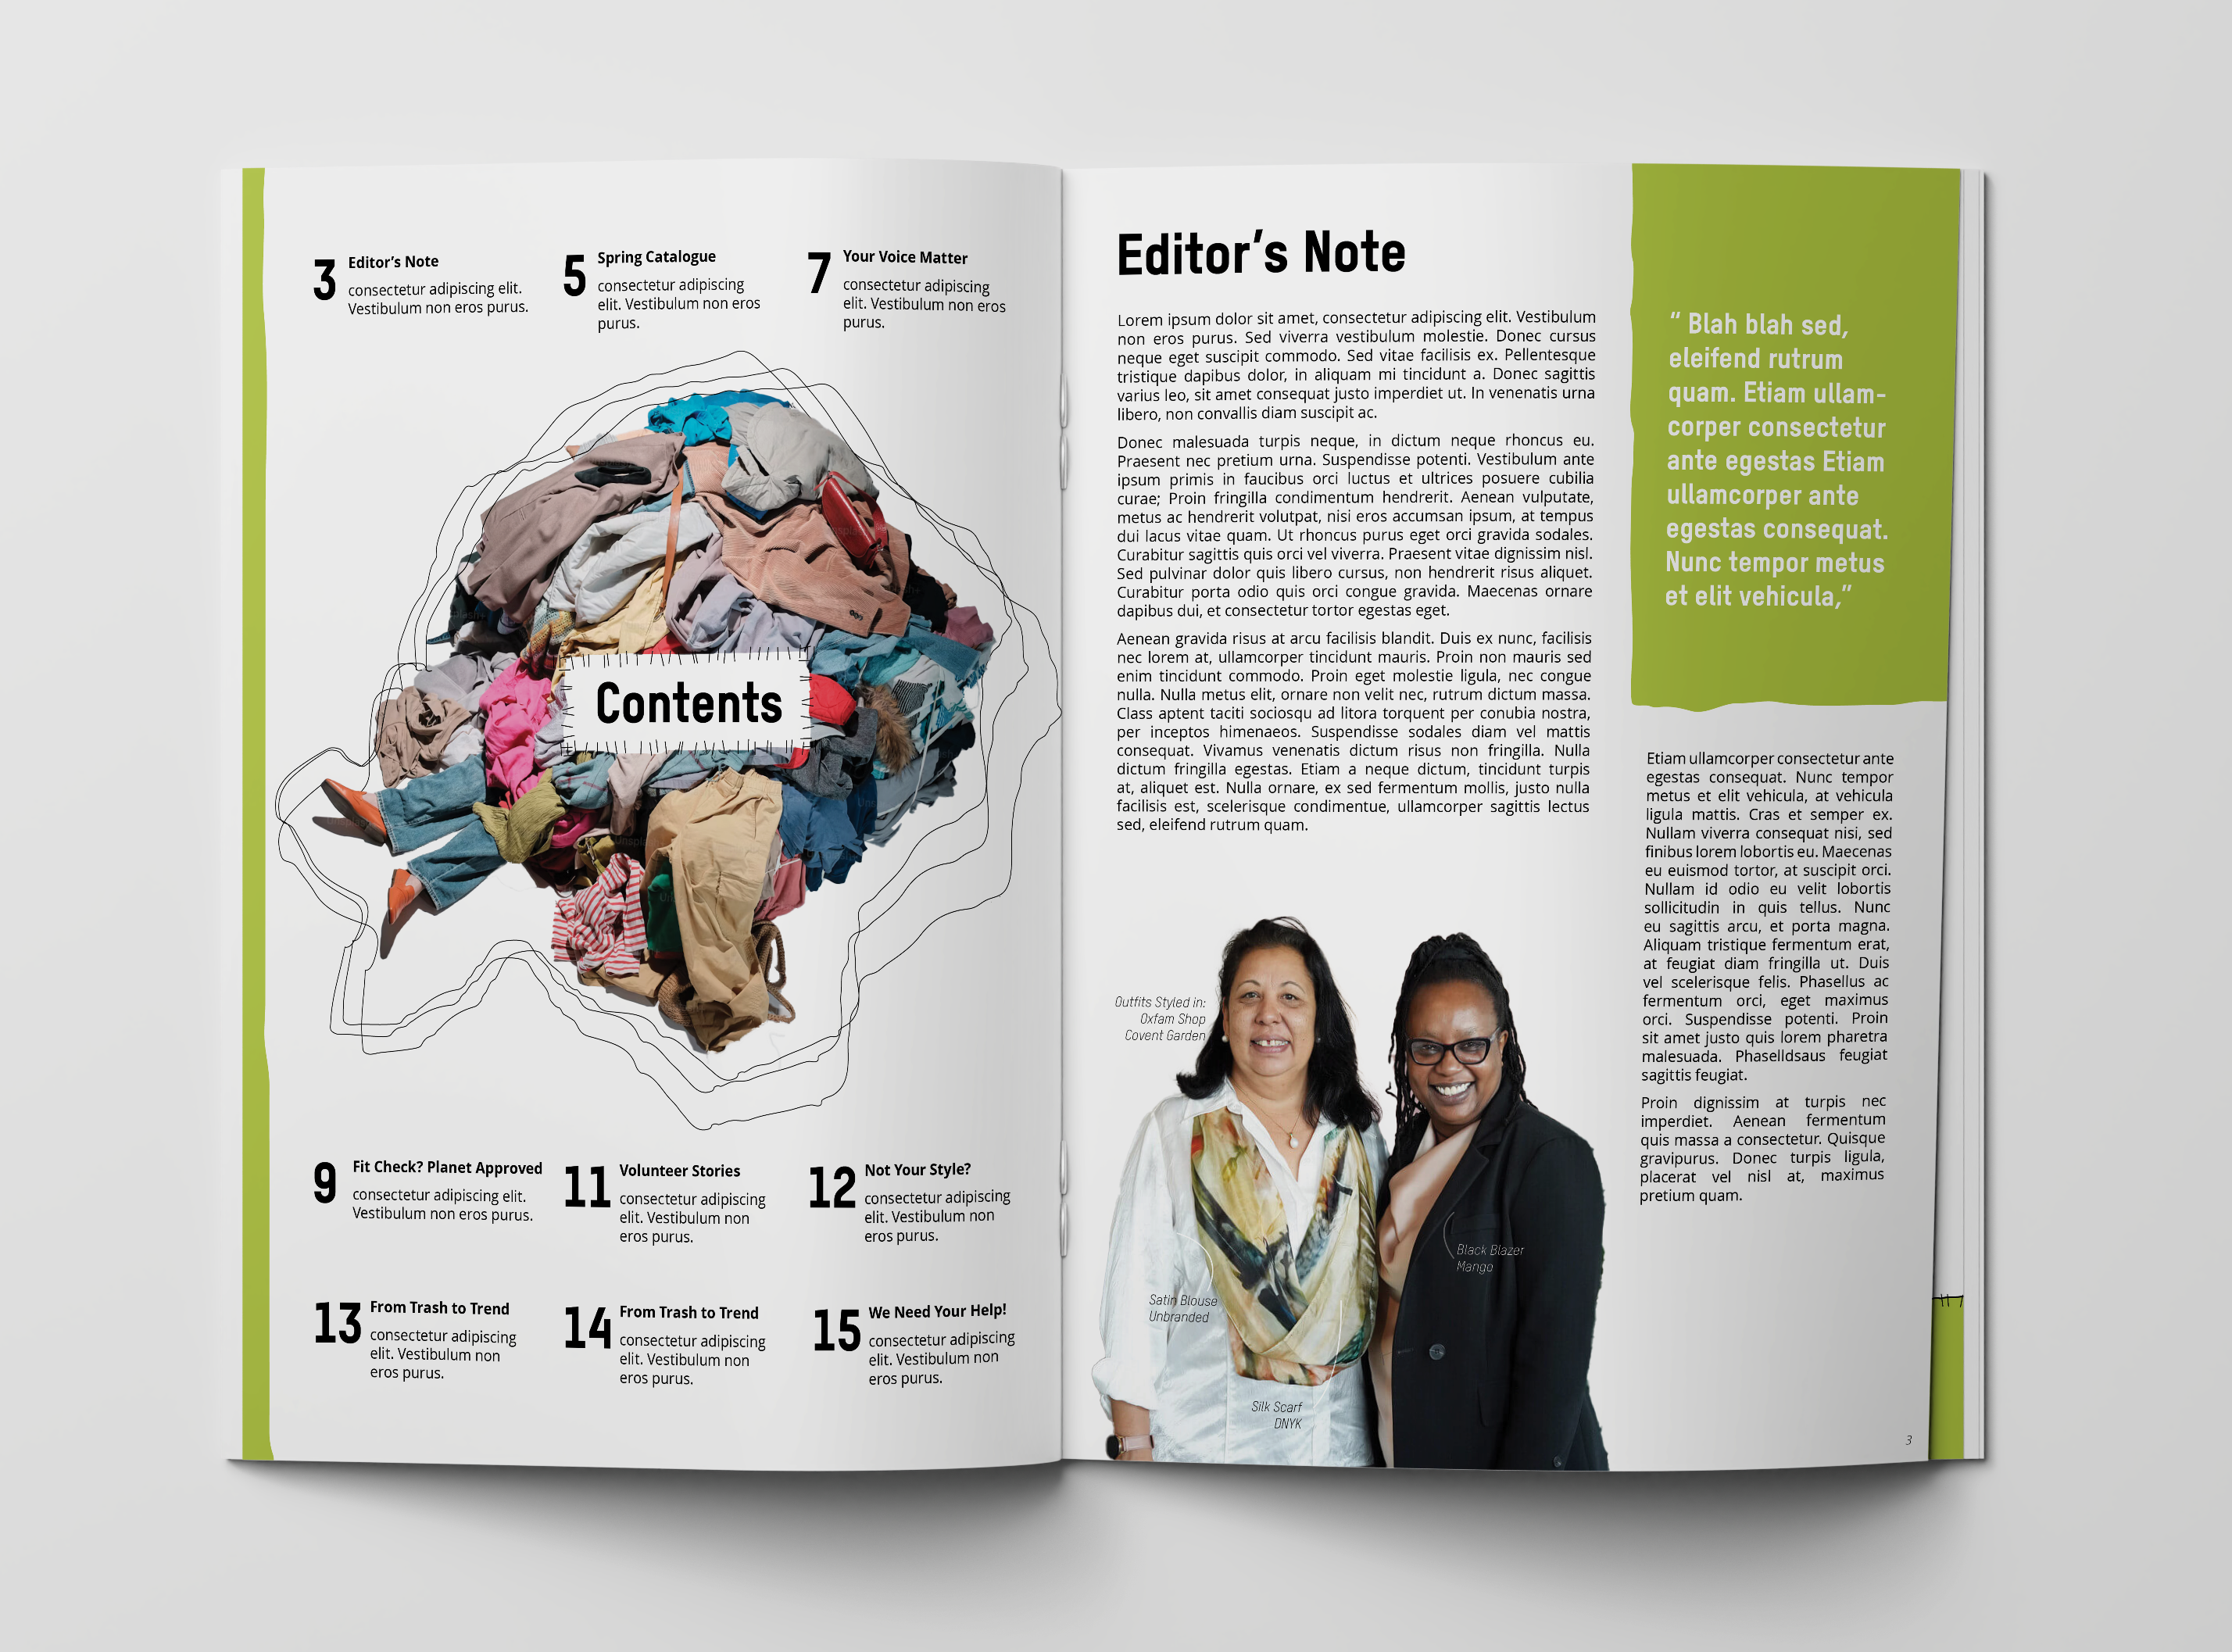 3
Editor's Note
consectetur adipiscing elit.
Vestibulum non eros purus.
5
Spring Catalogue
consectetur adipiscing
elit. Vestibulum non eros
purus.
7
Your Voice Matter
consectetur adipiscing
elit. Vestibulum non eros
purus.
Contents
9
Fit Check? Planet Approved
consectetur adipiscing elit.
Vestibulum non eros purus.
11
Volunteer Stories
consectetur adipiscing
elit. Vestibulum non
eros purus.
12
Not Your Style?
consectetur adipiscing
elit. Vestibulum non
eros purus.
13
From Trash to Trend
consectetur adipiscing
elit. Vestibulum non
eros purus.
14
From Trash to Trend
consectetur adipiscing
elit. Vestibulum non
eros purus.
15
We Need Your Help!
consectetur adipiscing
elit. Vestibulum non
eros purus.
Editor's Note
Lorem ipsum dolor sit amet, consectetur adipiscing elit. Vestibulum
non eros purus. Sed viverra vestibulum molestie. Donec cursus
neque eget suscipit commodo. Sed vitae facilisis ex. Pellentesque
tristique dapibus dolor, in aliquam mi tincidunt a. Donec sagittis
varius leo, sit amet consequat justo imperdiet ut. In venenatis urna
libero, non convallis diam suscipit ac.
Donec malesuada turpis neque, in dictum neque rhoncus eu.
Praesent nec pretium urna. Suspendisse potenti. Vestibulum ante
ipsum primis in faucibus orci luctus et ultrices posuere cubilia
curae; Proin fringilla condimentum hendrerit. Aenean vulputate,
metus ac hendrerit volutpat, nisi eros accumsan ipsum, at tempus
dui lacus vitae quam. Ut rhoncus purus eget orci gravida sodales.
Curabitur sagittis quis orci vel viverra. Praesent vitae dignissim nisl.
Sed pulvinar dolor quis libero cursus, non hendrerit risus aliquet.
Curabitur porta odio quis orci congue gravida. Maecenas ornare
dapibus dui, et consectetur tortor egestas eget.
Aenean gravida risus at arcu facilisis blandit. Duis ex nunc, facilisis
nec lorem at, ullamcorper tincidunt mauris. Proin non mauris sed
enim tincidunt commodo. Proin eget molestie ligula, nec congue
nulla. Nulla metus elit, ornare non velit nec, rutrum dictum massa.
Class aptent taciti sociosqu ad litora torquent per conubia nostra,
per inceptos himenaeos. Suspendisse sodales diam vel mattis
consequat. Vivamus venenatis dictum risus non fringilla. Nulla
dictum fringilla egestas. Etiam a neque dictum, tincidunt turpis
at, aliquet est. Nulla ornare, ex sed fermentum mollis, justo nulla
facilisis est, scelerisque condimentue, ullamcorper sagittis lectus
sed, eleifend rutrum quam.
Outfits Styled in:
Oxfam Shop
Covent Garden
Black Blazer
Mango
Satin Blouse
Unbranded
Silk Scarf
DNYK
“ Blah blah sed,
eleifend rutrum
quam. Etiam ullam-
corper consectetur
ante egestas Etiam
ullamcorper ante
egestas consequat.
Nunc tempor metus
et elit vehicula,”
Etiam ullamcorper consectetur ante
egestas consequat. Nunc tempor
metus et elit vehicula, at vehicula
ligula mattis. Cras et semper ex.
Nullam viverra consequat nisi, sed
finibus lorem lobortis eu. Maecenas
eu euismod tortor, at suscipit orci.
Nullam id odio eu velit lobortis
sollicitudin in quis tellus. Nunc
eu sagittis arcu, et porta magna.
Aliquam tristique fermentum erat,
at feugiat diam fringilla ut. Duis
vel scelerisque felis. Phasellus ac
fermentum orci, eget maximus
orci. Suspendisse potenti. Proin
sit amet justo quis lorem pharetra
malesuada. Phaselldsaus feugiat
sagittis feugiat.
Proin dignissim at turpis nec
imperdiet. Aenean fermentum
quis massa a consectetur. Quisque
gravipurus. Donec turpis ligula,
placerat vel nisl at, maximus
pretium quam.
3